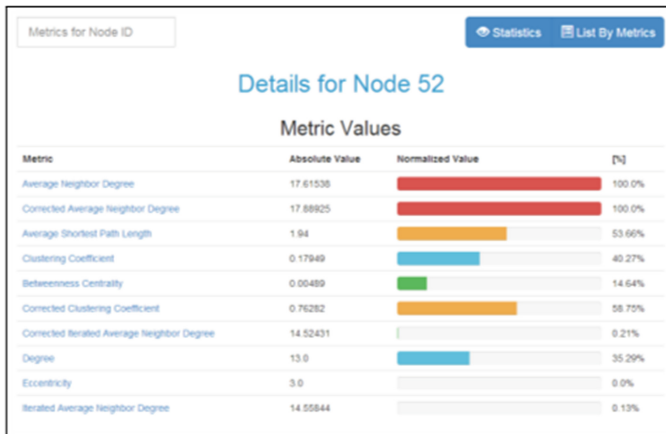 Metrics for Node ID Statistics List By Metrics
Details for Node 52
Metric Values
Metric Absolute Value Normalized Value [%]
Average Neighbor Degree 17.61538 100.0%
Corrected Average Neighbor Degree 17.88925 100.0%
Average Shortest Path Length 1.94 53.66%
Clustering Coefficient 0.17949 40.27%
Betweenness Centrality 0.00489 14.64%
Corrected Clustering Coefficient 0.76282 58.75%
Corrected Iterated Average Neighbor Degree 14.52431 0.21%
Degree 13.0 35.29%
Eccentricity 3.0 0.0%
Iterated Average Neighbor Degree 14.55844 0.13%